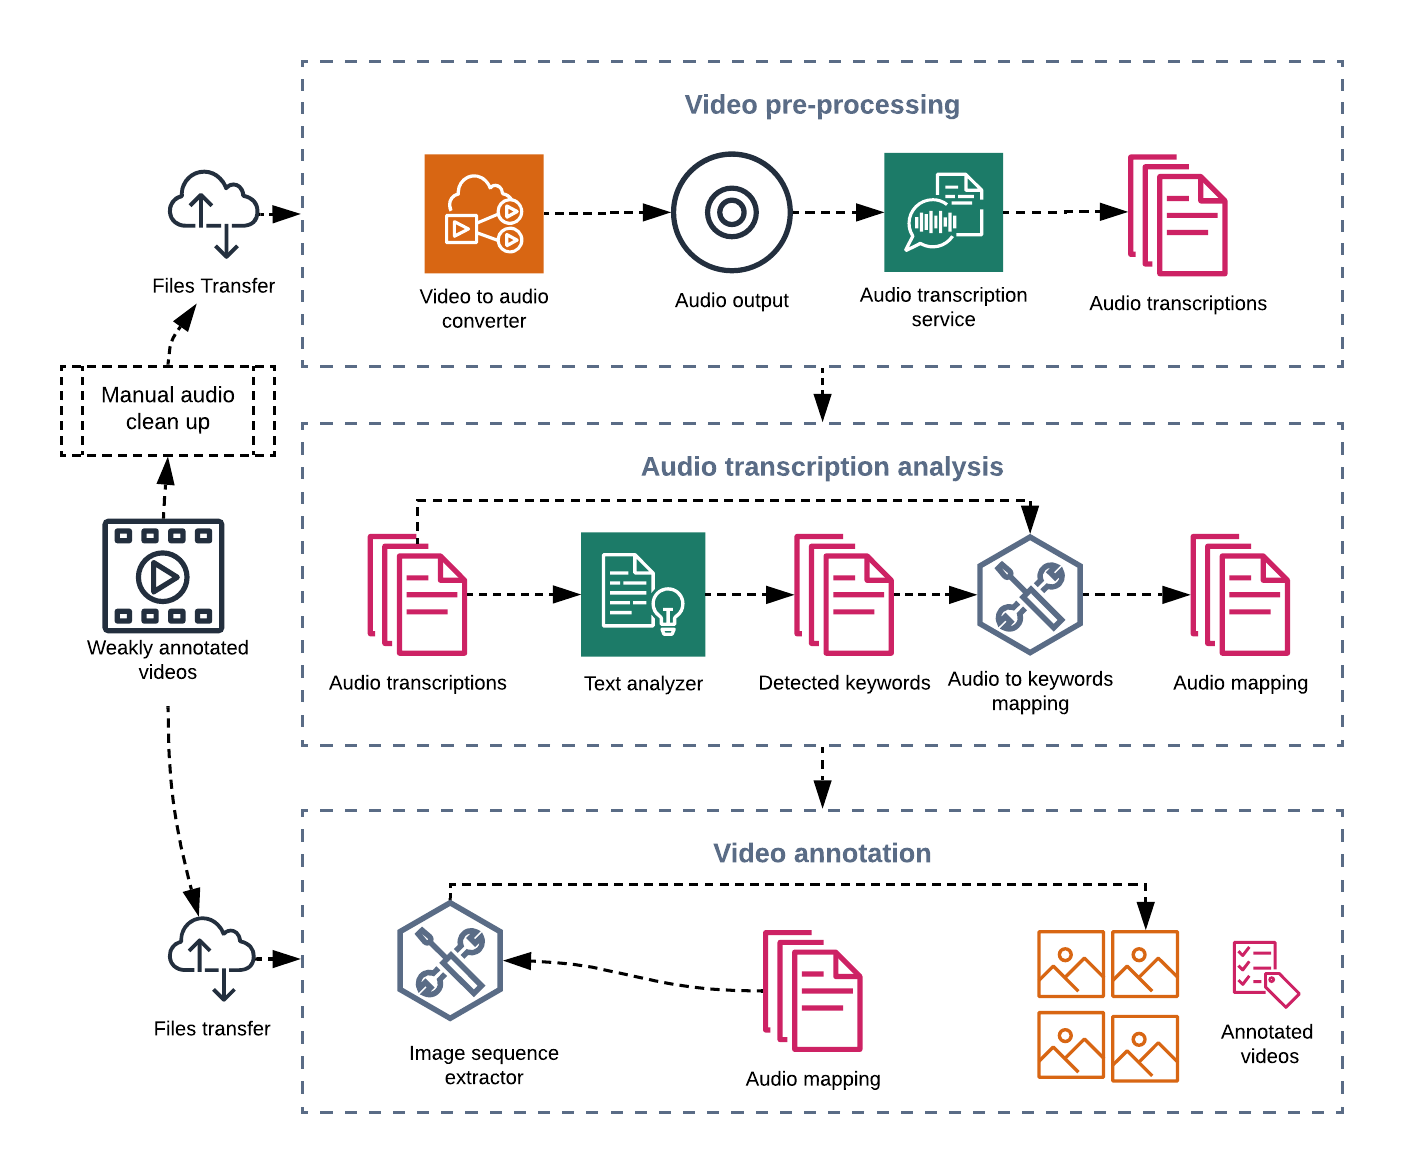 Video pre-processing
Files Transfer
Video to audio
converter
Audio output
Audio transcription
service
Audio transcriptions
Manual audio
clean up
Weakly annotated
videos
Audio transcription analysis
Audio transcriptions
Text analyzer
Detected keywords
Audio to keywords
mapping
Audio mapping
Video annotation
Files transfer
Image sequence
extractor
Audio mapping
Annotated
videos